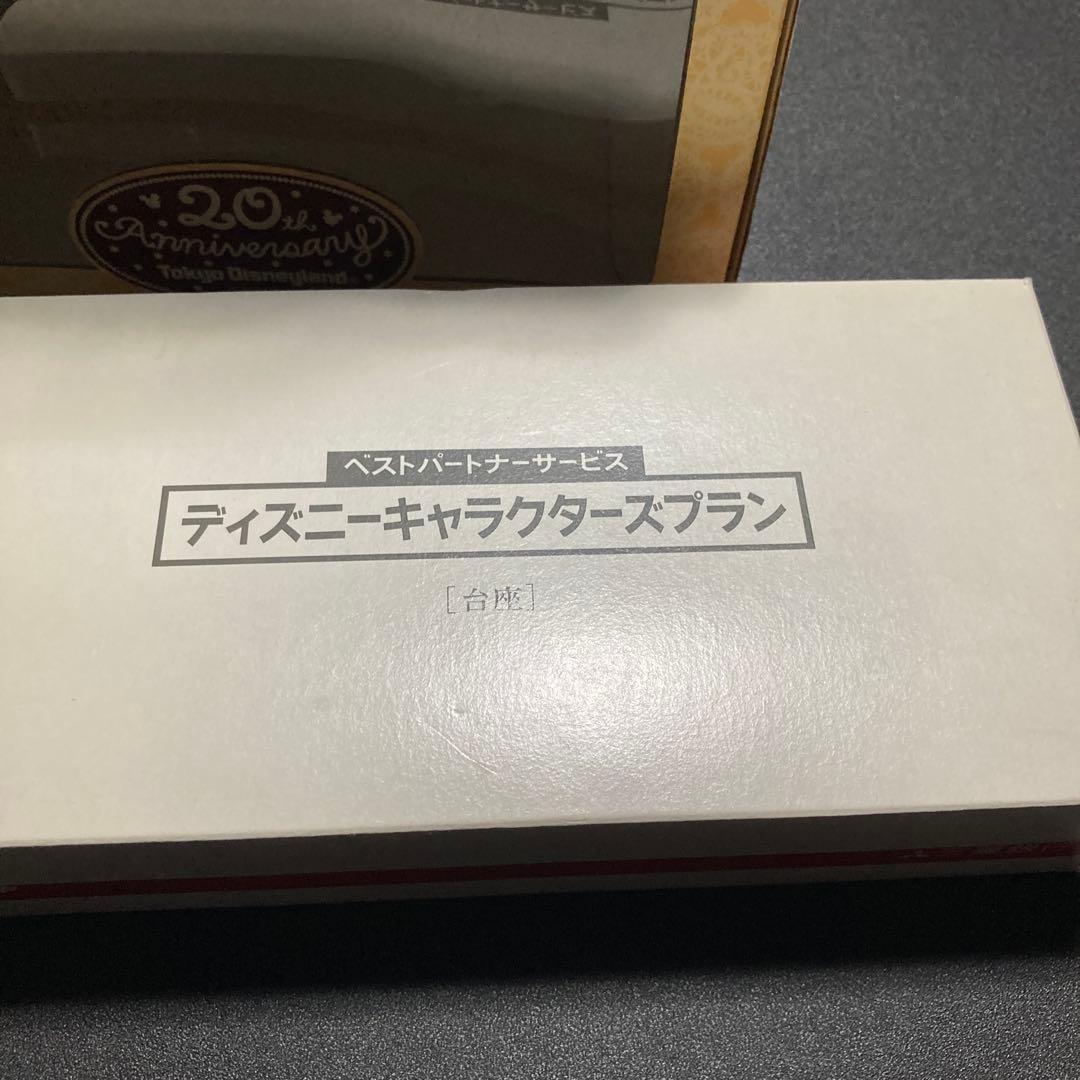 20th
Anniversary
Tokyo Disneyland
ベストパートナーサービス
ディズニーキャラクターズプラン
[台座]